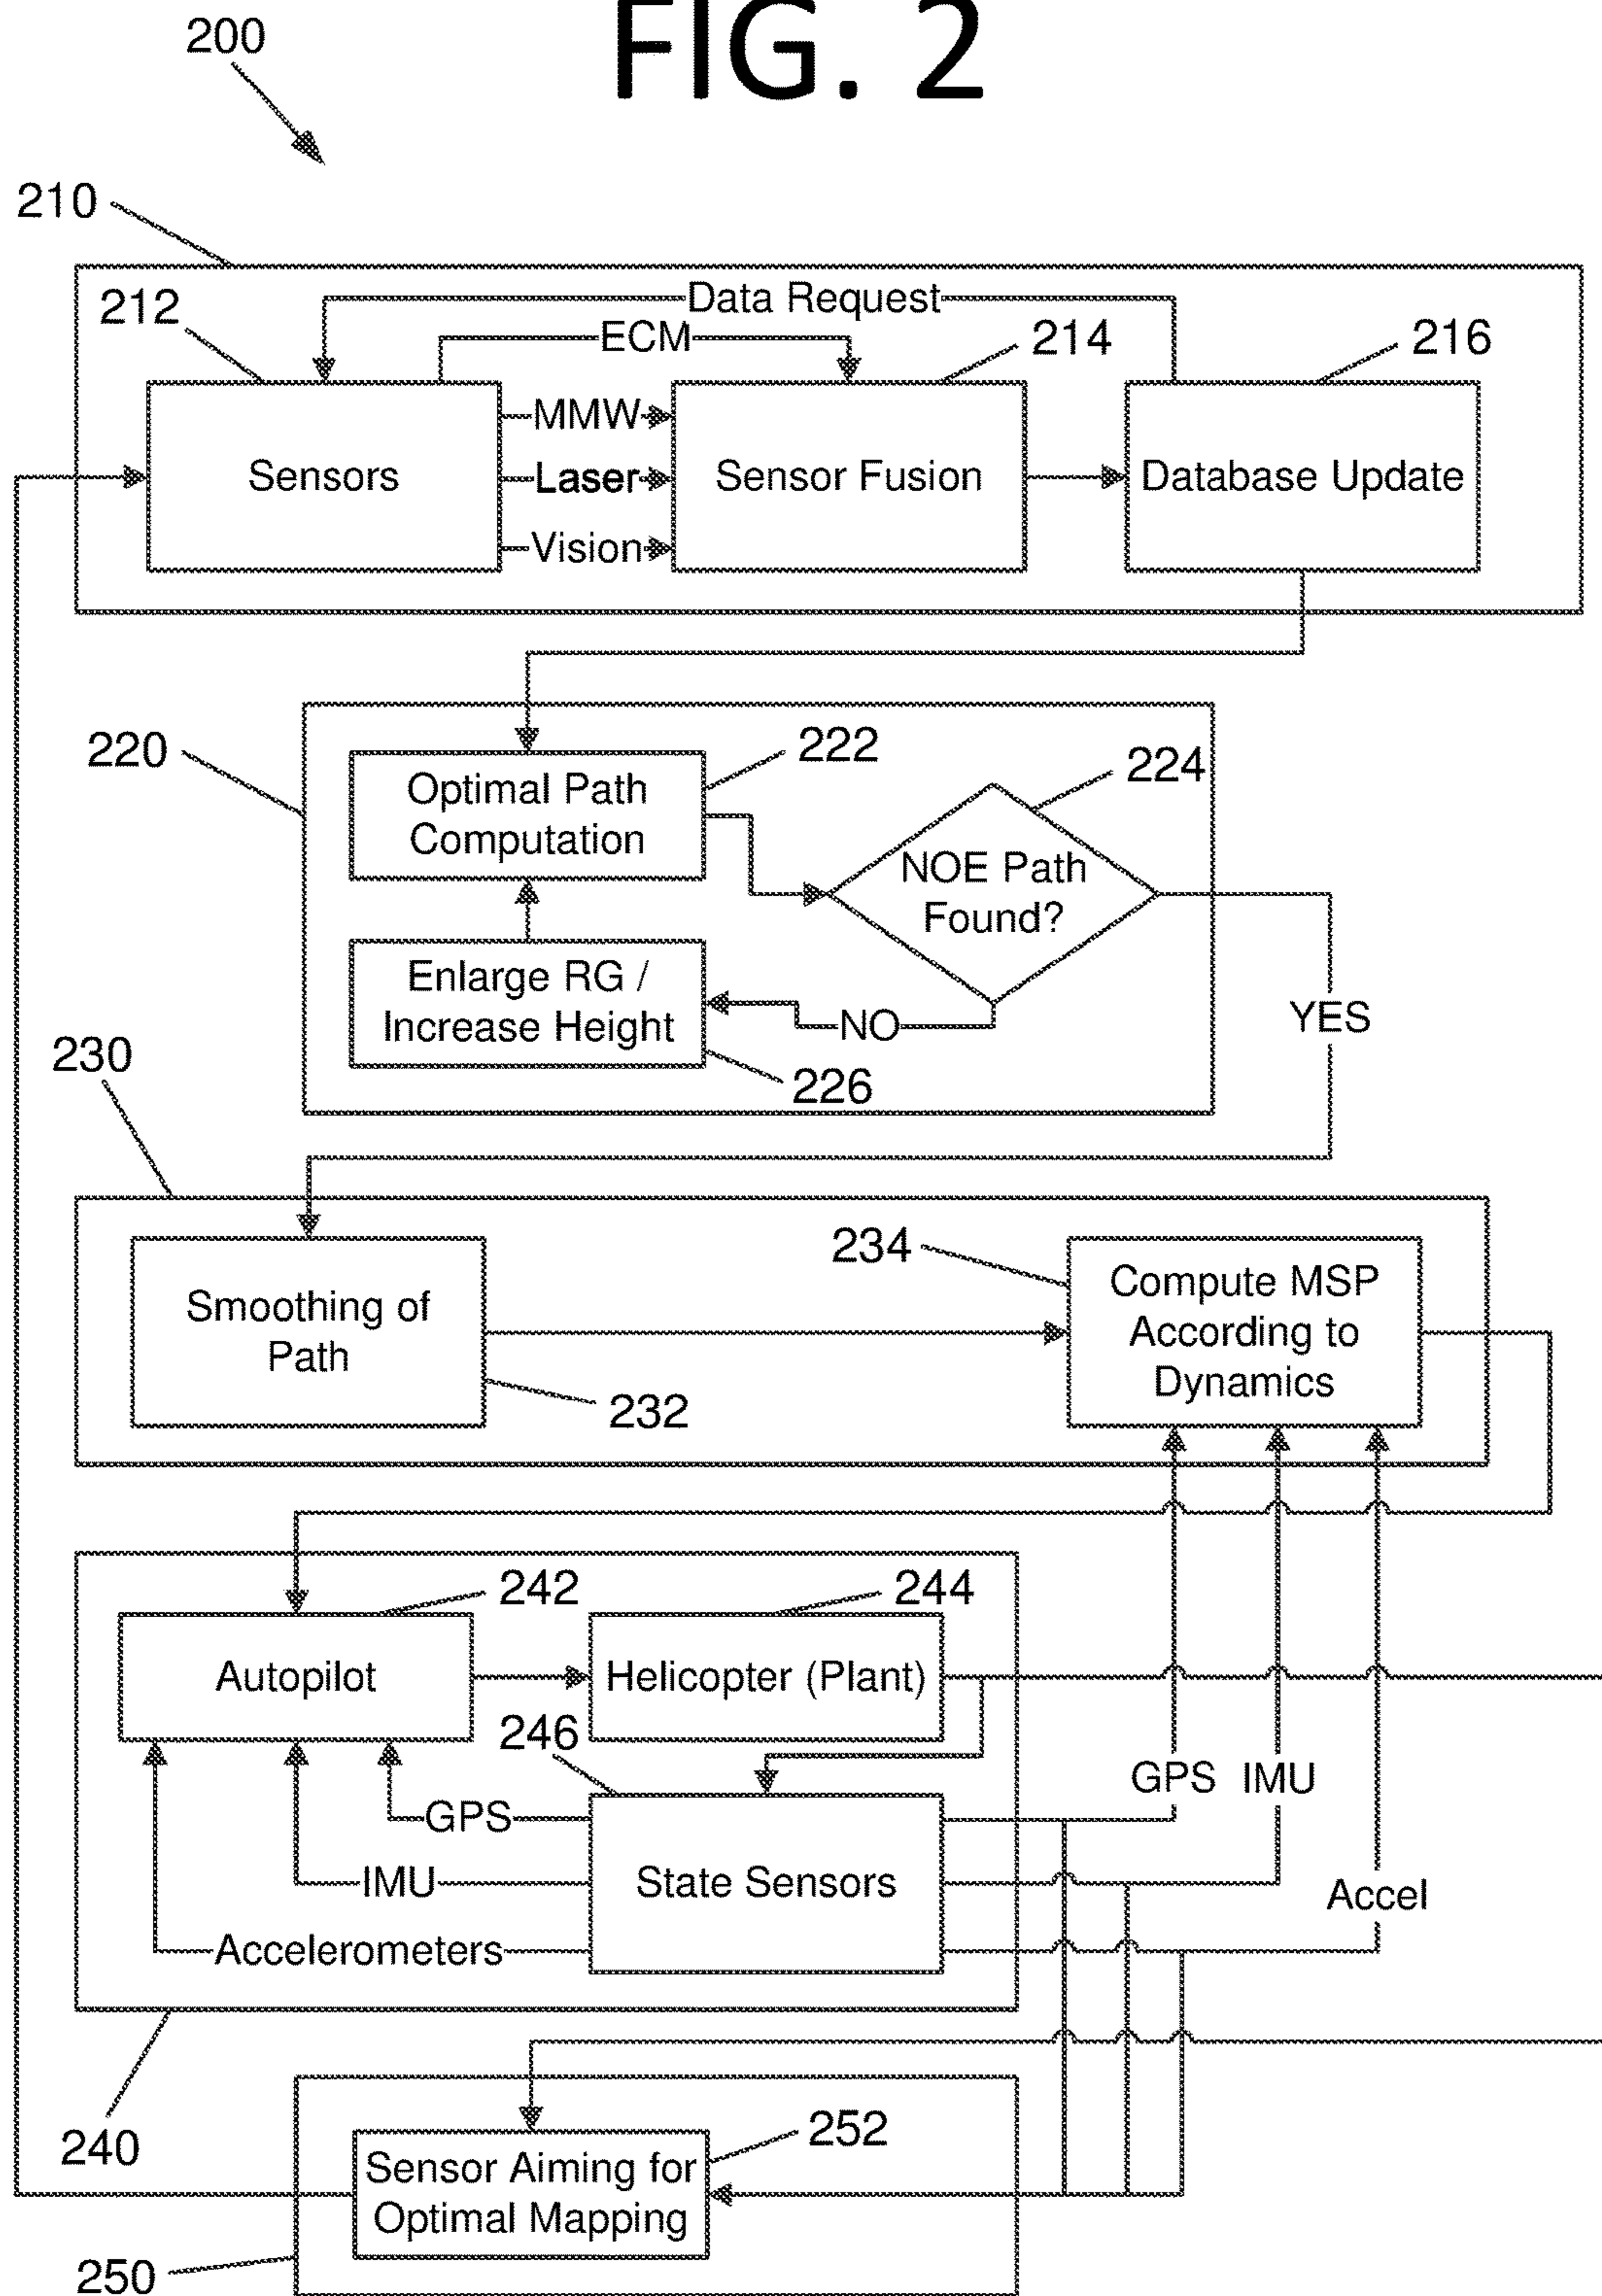 FIG. 2
200
210
Data Request
212
ECM
214
216
MMW
Sensors
Laser
Sensor Fusion
Database Update
Vision
220
222
224
Optimal Path
Computation
NOE Path
Found?
Enlarge RG /
Increase Height
NO
YES
226
230
234
Smoothing of
Path
Compute MSP
According to
Dynamics
232
242
244
Autopilot
Helicopter (Plant)
246
GPS
IMU
GPS
IMU
State Sensors
Accel
Accelerometers
240
252
Sensor Aiming for
Optimal Mapping
250